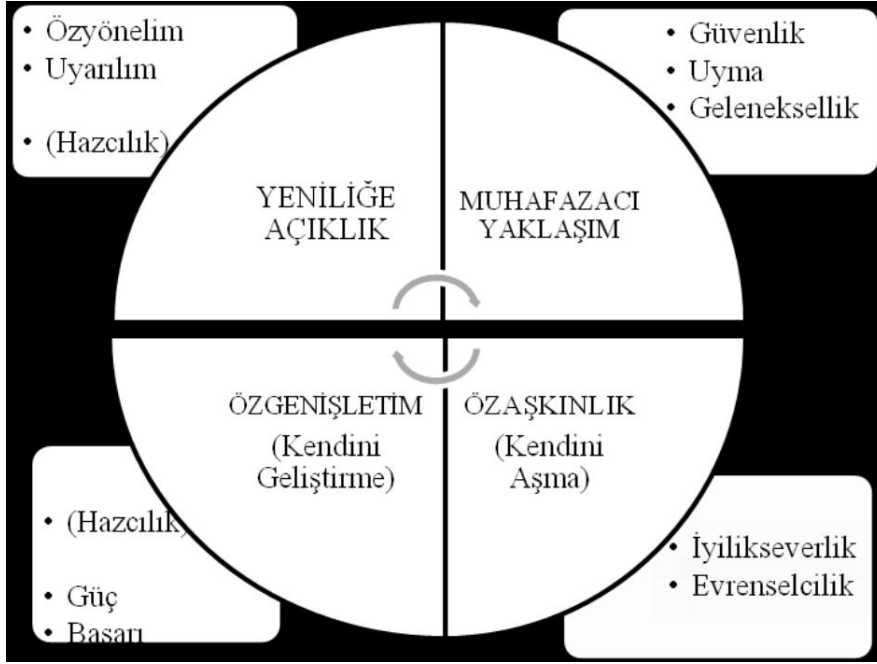 • Özyönelim
• Uyarılım
• (Hazcılık)
• Güvenlik
• Uyma
• Geleneksellik
YENİLİĞE
AÇIKLIK
MUHAFAZACI
YAKLAŞIM
ÖZGENİŞLETİM
(Kendini
Geliştirme)
ÖZAŞKINLIK
(Kendini
Aşma)
• (Hazcılık)
• Güç
• Başarı
• İyilikseverlik
• Evrenselcilik